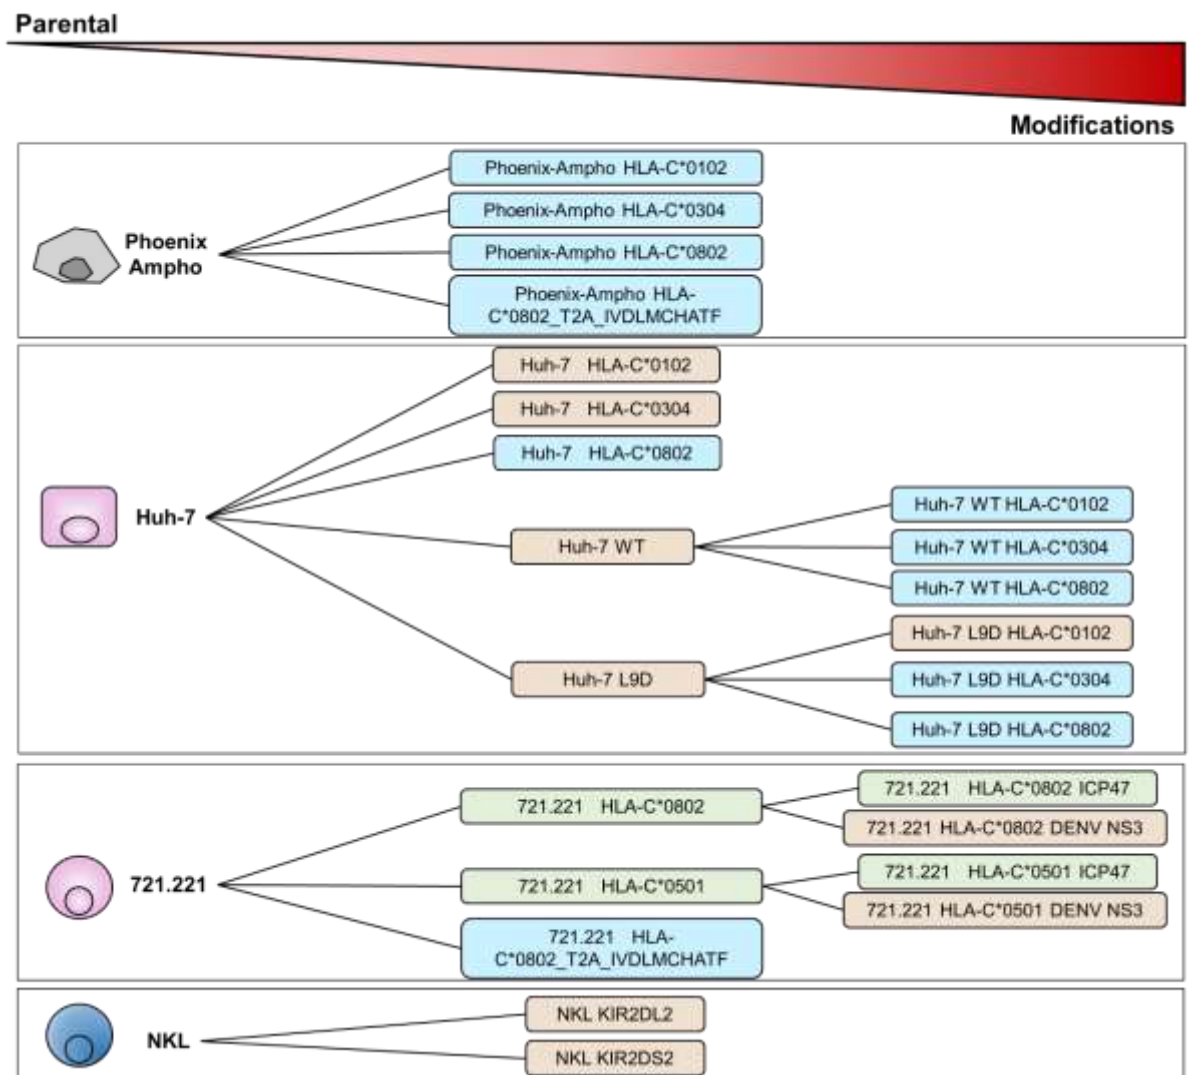 Parental
Modifications
Phoenix
Ampho
Phoenix-Ampho HLA-C*0102
Phoenix-Ampho HLA-C*0304
Phoenix-Ampho HLA-C*0802
Phoenix-Ampho HLA-
C*0802_T2A_IVDLMCHATF
Huh-7
Huh-7 HLA-C*0102
Huh-7 HLA-C*0304
Huh-7 HLA-C*0802
Huh-7 WT
Huh-7 WT HLA-C*0102
Huh-7 WT HLA-C*0304
Huh-7 WT HLA-C*0802
Huh-7 L9D
Huh-7 L9D HLA-C*0102
Huh-7 L9D HLA-C*0304
Huh-7 L9D HLA-C*0802
721.221
721.221 HLA-C*0802
721.221 HLA-C*0802 ICP47
721.221 HLA-C*0802 DENV NS3
721.221 HLA-C*0501
721.221 HLA-C*0501 ICP47
721.221 HLA-C*0501 DENV NS3
721.221 HLA-
C*0802_T2A_IVDLMCHATF
NKL
NKL KIR2DL2
NKL KIR2DS2